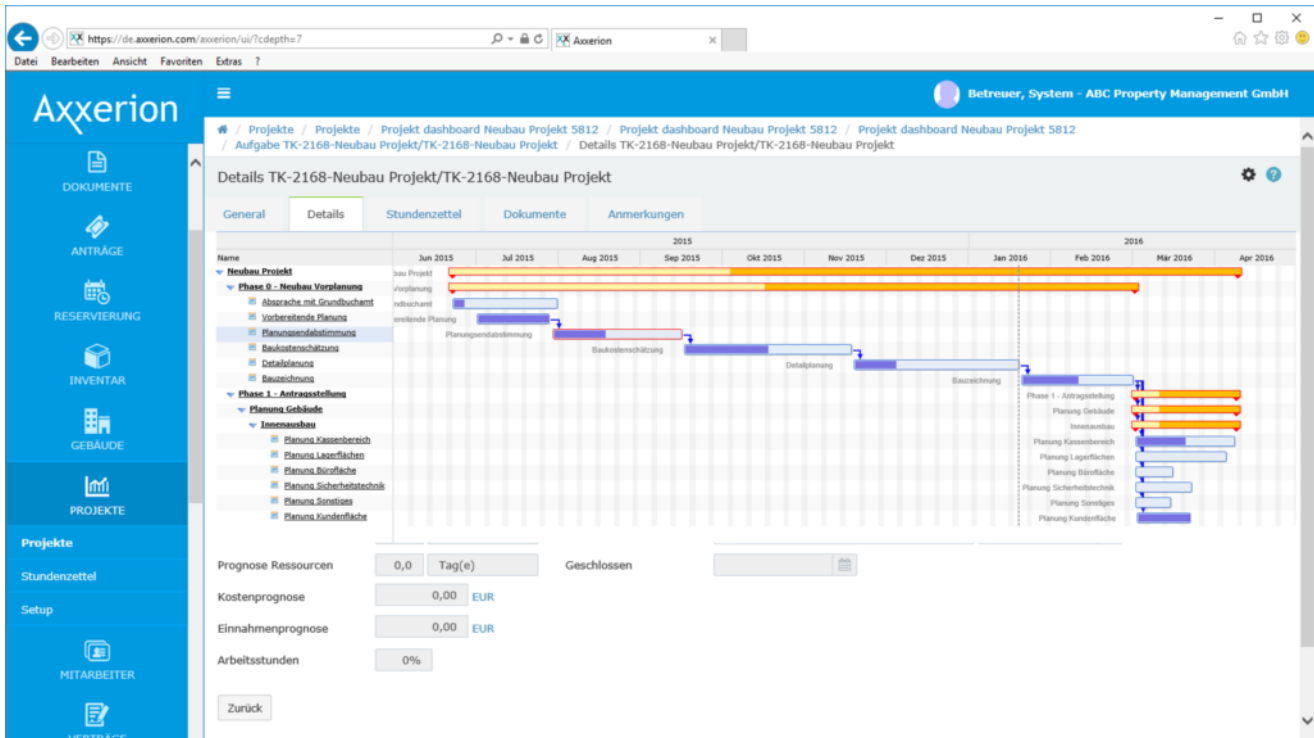 https://de.axxerion.com/axxerion/ui/?cdepth=7
Axxerion
Datei Bearbeiten Ansicht Favoriten Extras ?
Axxerion
Betreuer, System - ABC Property Management GmbH
/ Projekte / Projekte / Projekt dashboard Neubau Projekt 5812 / Projekt dashboard Neubau Projekt 5812 / Projekt dashboard Neubau Projekt 5812
/ Aufgabe TK-2168-Neubau Projekt/TK-2168-Neubau Projekt / Details TK-2168-Neubau Projekt/TK-2168-Neubau Projekt
DOKUMENTE
ANTRÄGE
RESERVIERUNG
INVENTAR
GEBÄUDE
PROJEKTE
Projekte
Stundenzettel
Setup
MITARBEITER
VERTRÄGE
Details TK-2168-Neubau Projekt/TK-2168-Neubau Projekt
General Details Stundenzettel Dokumente Anmerkungen
2015 2016
Name Jun 2015 Jul 2015 Aug 2015 Sep 2015 Okt 2015 Nov 2015 Dez 2015 Jan 2016 Feb 2016 Mär 2016 Apr 2016
Neubau Projekt bau Projekt
Phase 0 - Neubau Vorplanung Vorplanung
Absprache mit Grundbuchamt ndbuchamt
Vorbereitende Planung ereitende Planung
Planungsendabstimmung Planungsendabstimmung
Baukostenschätzung Baukostenschätzung
Detailplanung Detailplanung
Bauzeichnung Bauzeichnung
Phase 1 - Antragsstellung Phase 1 - Antragsstellung
Planung Gebäude Planung Gebäude
Innenausbau Innenausbau
Planung Kassenbereich Planung Kassenbereich
Planung Lagerflächen Planung Lagerflächen
Planung Bürofläche Planung Bürofläche
Planung Sicherheitstechnik Planung Sicherheitstechnik
Planung Sonstiges Planung Sonstiges
Planung Kundenfläche Planung Kundenfläche
Prognose Ressourcen 0,0 Tag(e) Geschlossen
Kostenprognose 0,00 EUR
Einnahmenprognose 0,00 EUR
Arbeitsstunden 0%
Zurück